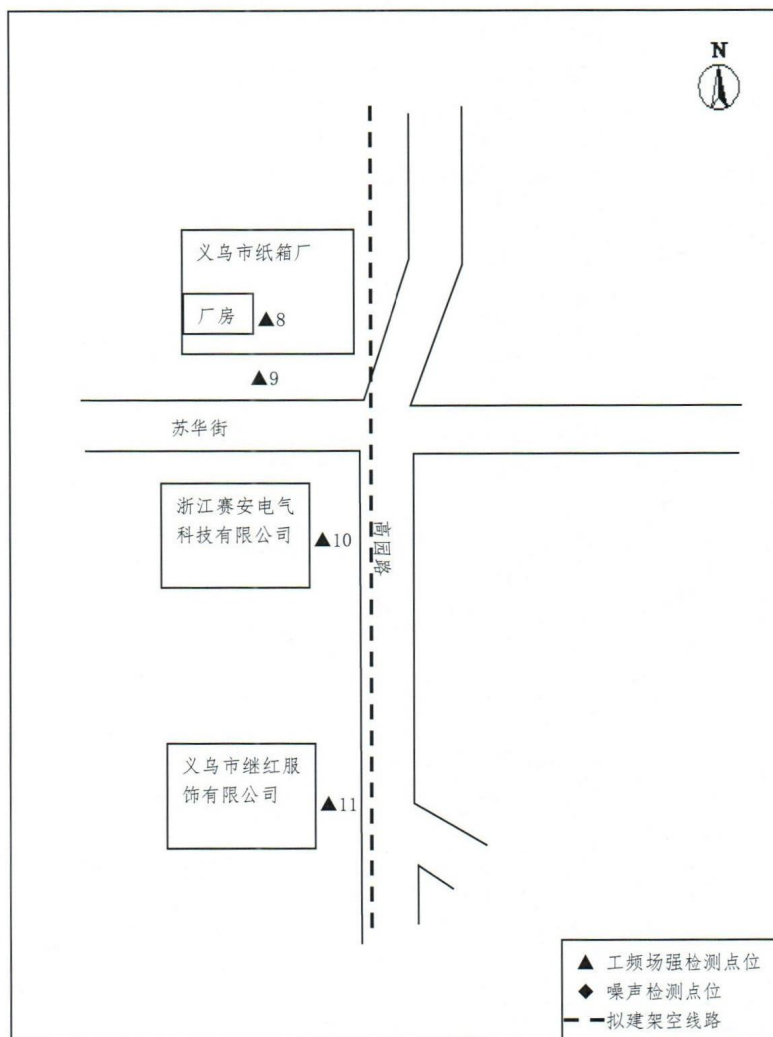 N
义乌市纸箱厂
厂房
▲8
▲9
苏华街
浙江赛安电气
科技有限公司
▲10
高园路
义乌市继红服
饰有限公司
▲11
▲ 工频场强检测点位
◆ 噪声检测点位
拟建架空线路